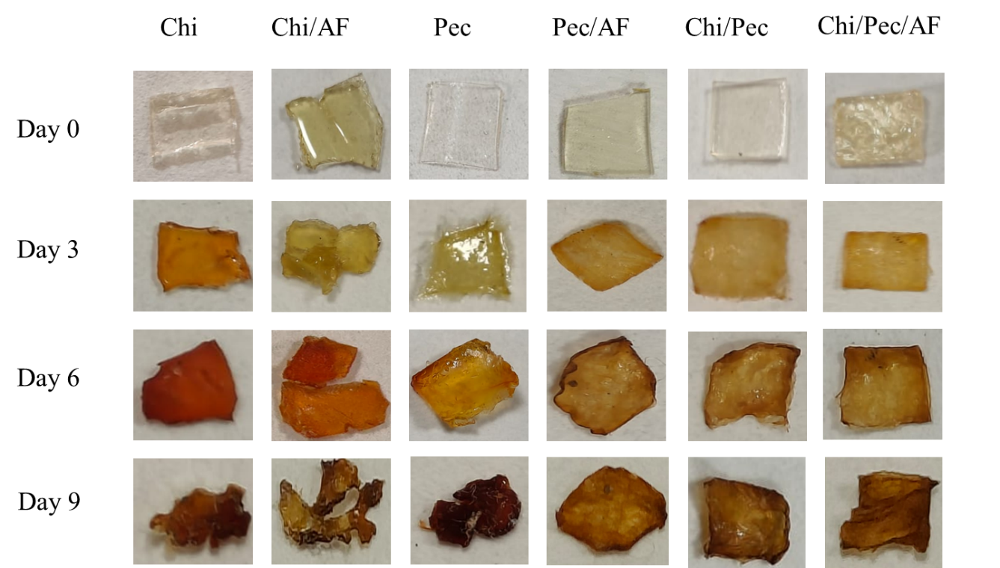 Chi Chi/AF Pec Pec/AF Chi/Pec Chi/Pec/AF
Day 0
Day 3
Day 6
Day 9